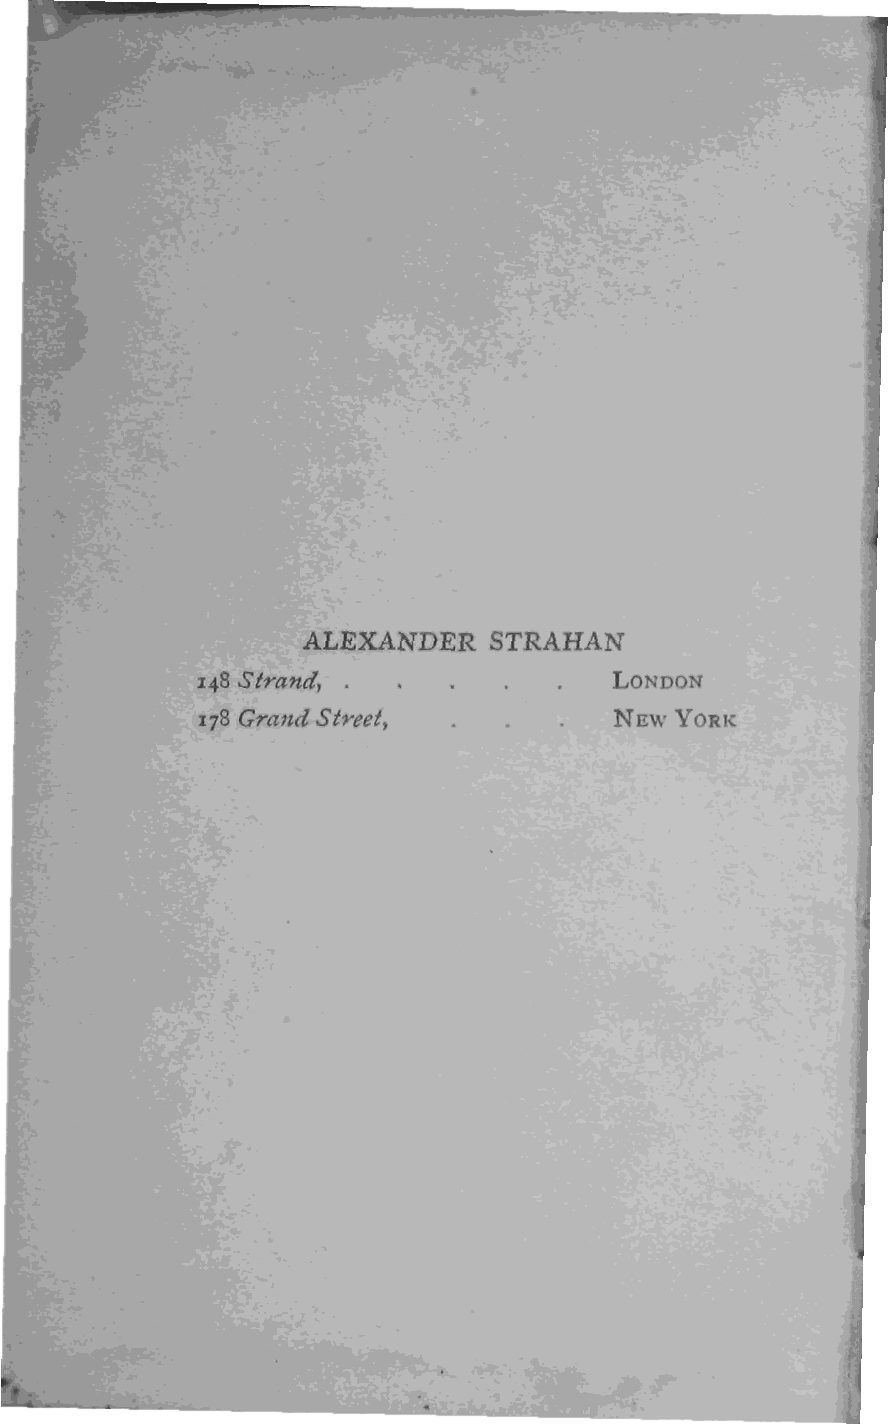 ALEXANDER STRAHAN
148 Strand, . . . . . LONDON
178 Grand Street, . . . NEW YORK